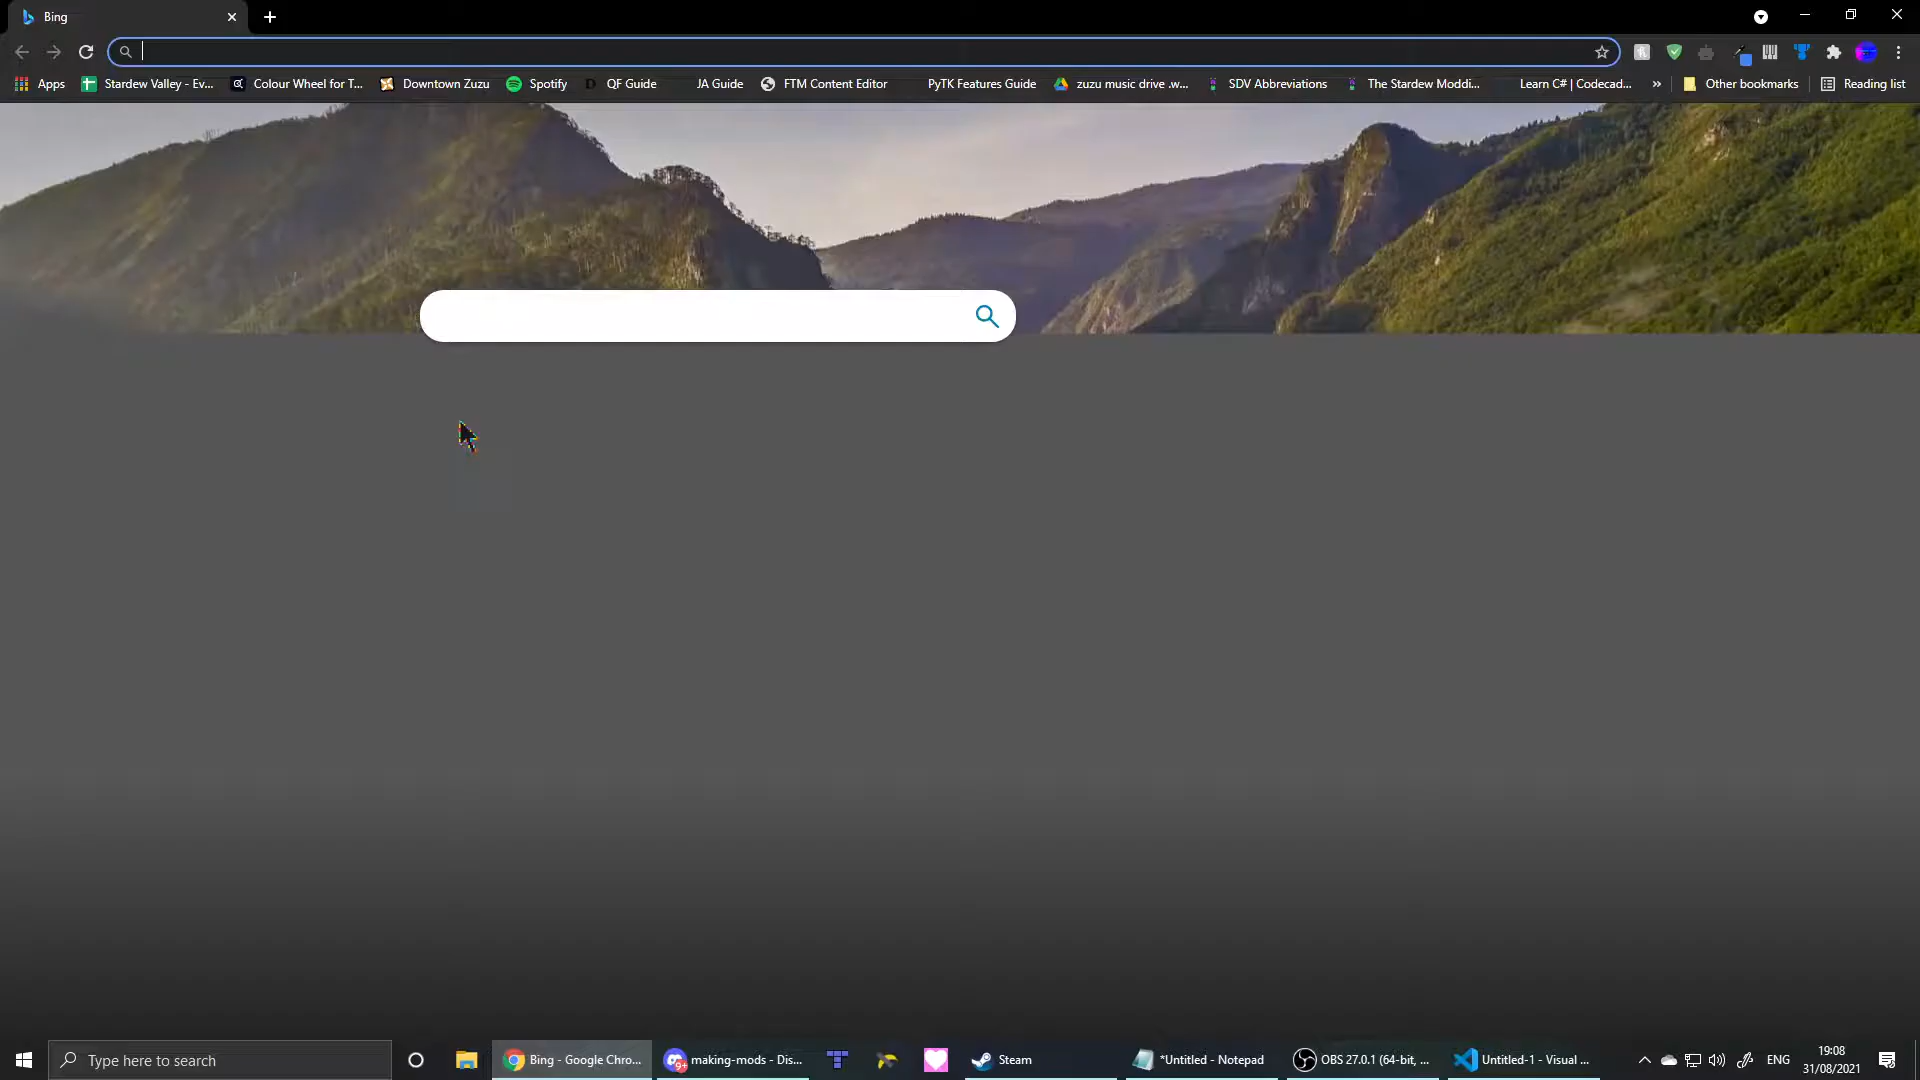 Bing
Apps
Stardew Valley - Ev...
Colour Wheel for T...
Downtown Zuzu
Spotify
QF Guide
JA Guide
FTM Content Editor
PyTK Features Guide
zuzu music drive .w...
SDV Abbreviations
The Stardew Moddi...
Learn C# | Codecad...
»
Other bookmarks
Reading list
Type here to search
Bing - Google Chro...
9+
making-mods - Dis...
Steam
*Untitled - Notepad
OBS 27.0.1 (64-bit, ...
Untitled-1 - Visual ...
ENG
19:08
31/08/2021